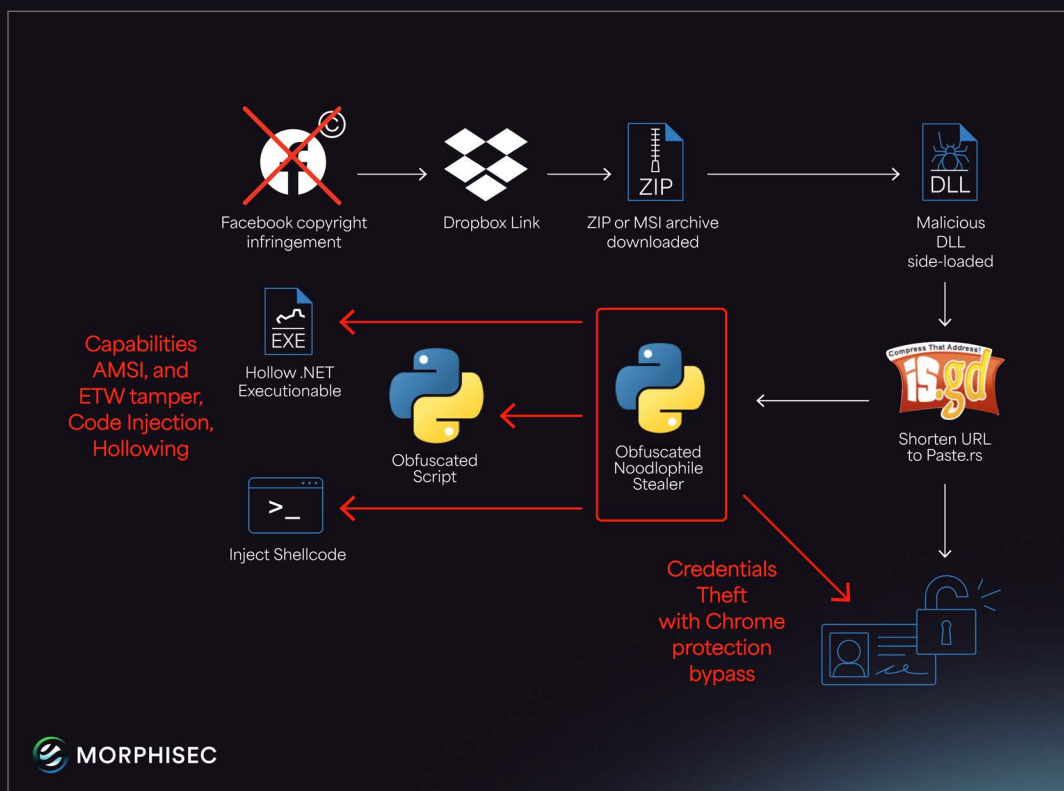 ©
Facebook copyright
infringement
Dropbox Link
ZIP
ZIP or MSI archive
downloaded
DLL
Malicious
DLL
side-loaded
Capabilities
AMSI, and
ETW tamper,
Code Injection,
Hollowing
EXE
Hollow .NET
Executionable
Obfuscated
Script
Obfuscated
Noodlophile
Stealer
Compress That Address!
is.gd
Shorten URL
to Paste.rs
>_
Inject Shellcode
Credentials
Theft
with Chrome
protection
bypass
MORPHISEC